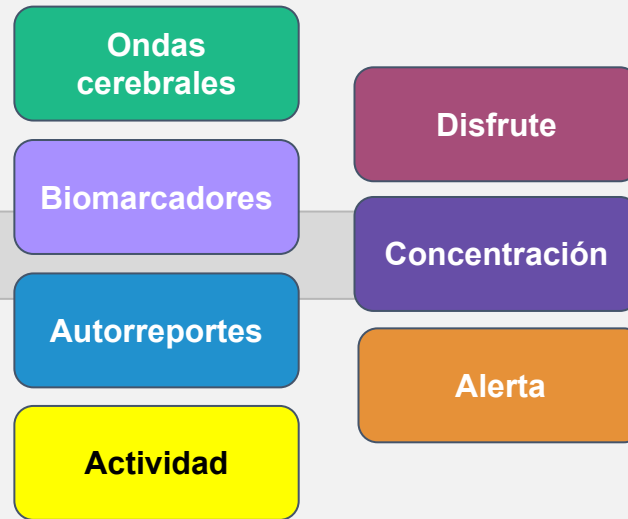 Ondas
cerebrales
Biomarcadores
Autorreportes
Actividad
Disfrute
Concentración
Alerta